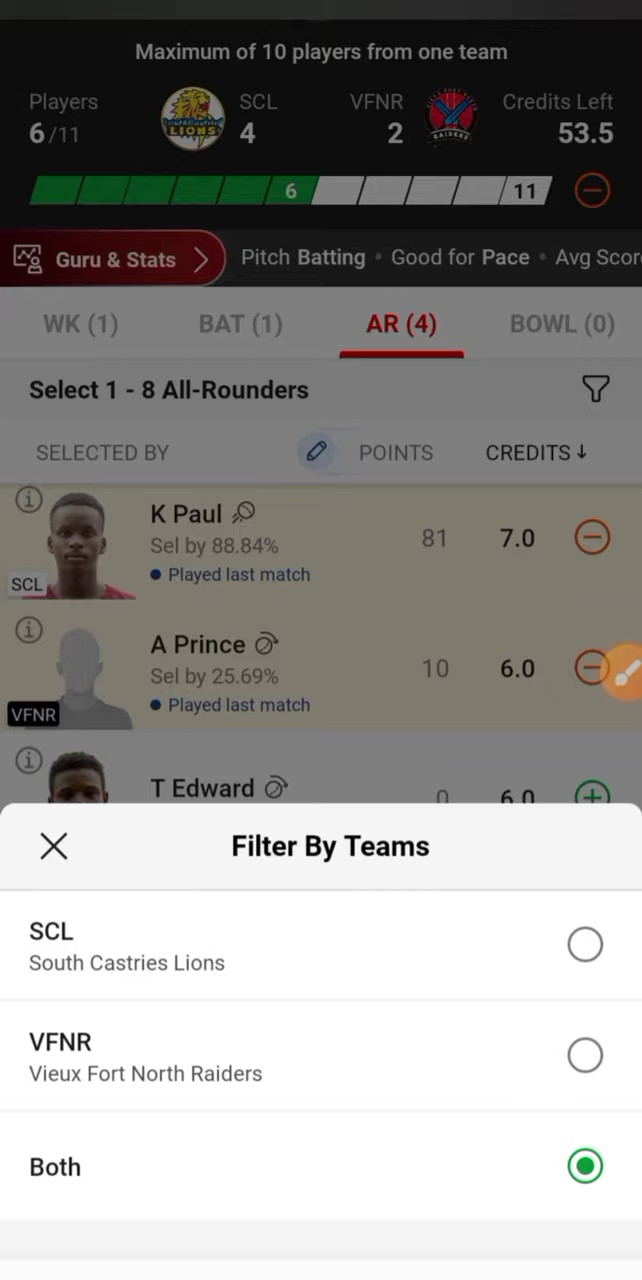 Maximum of 10 players from one team
Players SCL VFNR Credits Left
6/11 4 2 53.5
LIONS RAIDERS
6 11
Guru & Stats Pitch Batting • Good for Pace • Avg Scor
WK (1) BAT (1) AR (4) BOWL (0)
Select 1 - 8 All-Rounders
SELECTED BY POINTS CREDITS ↓
K Paul
Sel by 88.84% 81 7.0
Played last match
SCL
A Prince
Sel by 25.69% 10 6.0
Played last match
VFNR
T Edward 0 6.0
Filter By Teams
SCL
South Castries Lions
VFNR
Vieux Fort North Raiders
Both